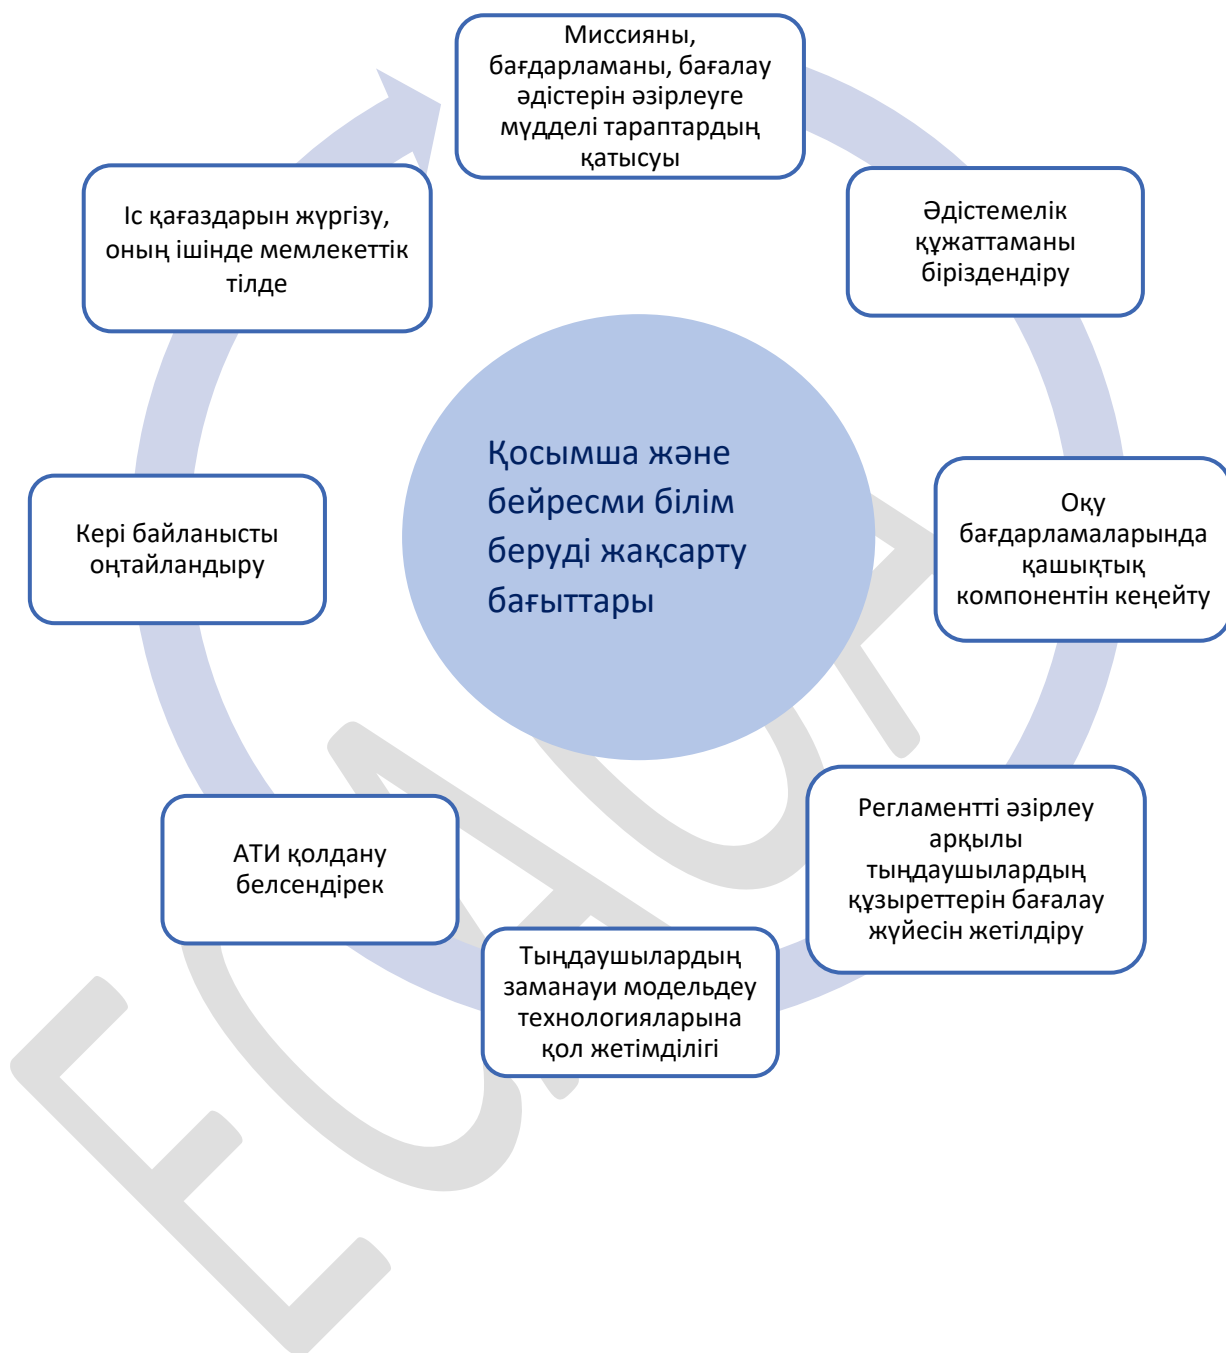 Миссияны,
бағдарламаны, бағалау
әдістерін әзірлеуге
мүдделі тараптардың
қатысуы
Әдістемелік
құжаттаманы
біріздендіру
Оқу
бағдарламаларында
қашықтық
компонентін кеңейту
Регламентті әзірлеу
арқылы
тыңдаушылардың
құзыреттерін бағалау
жүйесін жетілдіру
Тыңдаушылардың
заманауи модельдеу
технологияларына
қол жетімділігі
АТИ қолдану
белсендірек
Кері байланысты
оңтайландыру
Іс қағаздарын жүргізу,
оның ішінде мемлекеттік
тілде
Қосымша және
бейресми білім
беруді жақсарту
бағыттары